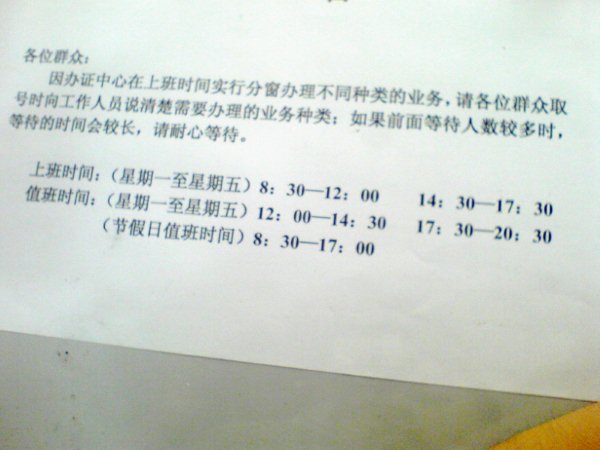 各位群众：
因办证中心在上班时间实行分窗办理不同种类的业务，请各位群众取
号时向工作人员说清楚需要办理的业务种类；如果前面等待人数较多时，
等待的时间会较长，请耐心等待。
上班时间：（星期一至星期五）8：30—12：00 14：30—17：30
值班时间：（星期一至星期五）12：00—14：30 17：30—20：30
（节假日值班时间）8：30—17：00